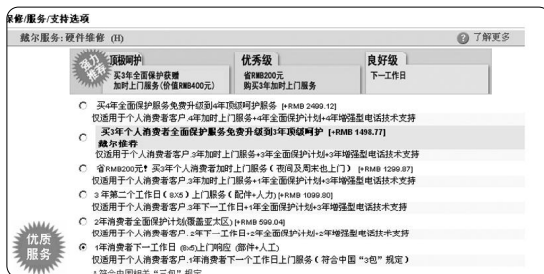 保修/服务/支持选项
戴尔服务:硬件维修 (H)
了解更多
强力推荐
顶级呵护
优秀级
良好级
买3年全面保护获赠
省RMB200元
下一工作日
加时上门服务(价值RMB400元)
购买3年加时上门服务
买4年全面保护服务免费升级到4年顶级呵护服务 [+RMB 2499.12]
仅适用于个人消费者客户.4年加时上门服务+4年全面保护计划+4年增强型电话技术支持
买3年个人消费者全面保护服务免费升级到3年顶级呵护 [+RMB 1498.77]
戴尔推荐
仅适用于个人消费者客户.3年加时上门服务+3年全面保护计划+3年增强型电话技术支持
省RMB200元! 买3年个人消费者加时上门服务 ( 夜间及周末也上门 ) [+RMB 1299.87]
仅适用于个人消费者客户.3年加时上门服务+1年全面保护计划+3年增强型电话技术支持
3 年第二个工作日 ( 8X5 ) 上门服务 ( 配件+人力) [+RMB 1099.80]
仅适用于个人消费者客户.3年下一工作日+1年全面保护计划+3年增强型电话技术支持
2年消费者全面保护计划(覆盖亚太区) [+RMB 599.04]
仅适用于个人消费者客户.2年下一工作日+2年全面保护计划+2年增强型电话技术支持
优质服务
1年消费者下一工作日 (8x5)上门响应 (部件+人工)
仅适用于个人消费者客户.1年消费者下一个工作日上门服务 ( 符合中国 "3包" 规定 )
* 符合中国相关 "三包" 规定